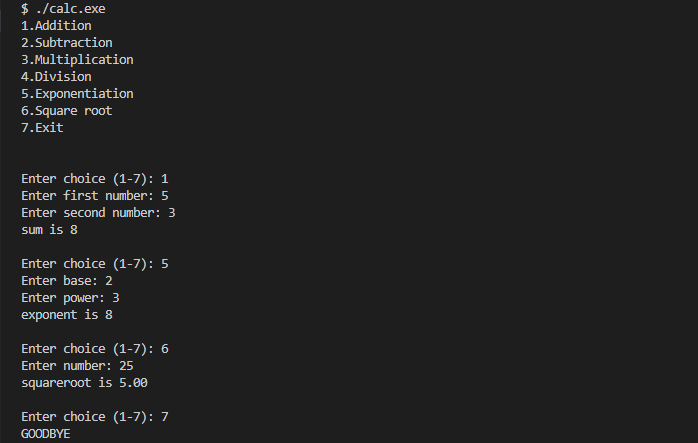 $ ./calc.exe
1.Addition
2.Subtraction
3.Multiplication
4.Division
5.Exponentiation
6.Square root
7.Exit
Enter choice (1-7): 1
Enter first number: 5
Enter second number: 3
sum is 8
Enter choice (1-7): 5
Enter base: 2
Enter power: 3
exponent is 8
Enter choice (1-7): 6
Enter number: 25
squareroot is 5.00
Enter choice (1-7): 7
GOODBYE